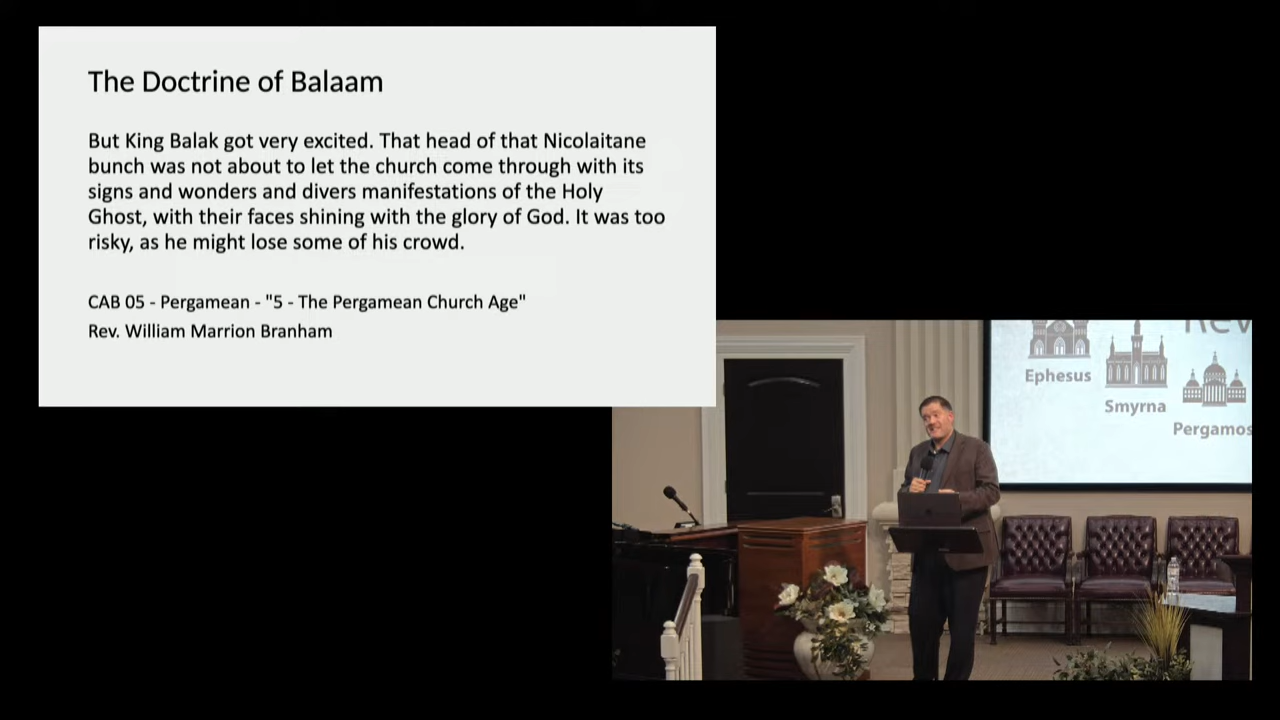 The Doctrine of Balaam
But King Balak got very excited. That head of that Nicolaitane
bunch was not about to let the church come through with its
signs and wonders and divers manifestations of the Holy
Ghost, with their faces shining with the glory of God. It was too
risky, as he might lose some of his crowd.
CAB 05 - Pergamean - "5 - The Pergamean Church Age"
Rev. William Marrion Branham
Rev
Ephesus
Smyrna
Pergamos